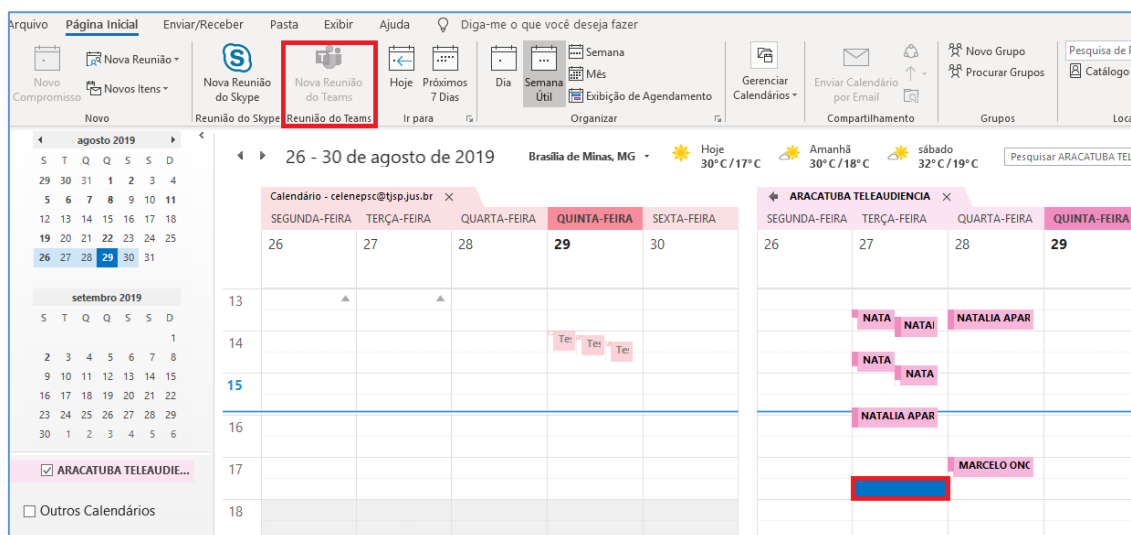 Arquivo Página Inicial Enviar/Receber Pasta Exibir Ajuda Diga-me o que você deseja fazer
Novo Compromisso
Nova Reunião
Novos Itens
Novo
Nova Reunião do Skype
Reunião do Skype
Nova Reunião do Teams
Reunião do Teams
Hoje
Próximos 7 Dias
Ir para
Dia
Semana Útil
Semana
Mês
Exibição de Agendamento
Organizar
Gerenciar Calendários
Enviar Calendário por Email
Compartilhamento
Novo Grupo
Procurar Grupos
Grupos
Pesquisa de
Catálogo
agosto 2019
S T Q Q S S D
29 30 31 1 2 3 4
5 6 7 8 9 10 11
12 13 14 15 16 17 18
19 20 21 22 23 24 25
26 27 28 29 30 31
setembro 2019
S T Q Q S S D
1
2 3 4 5 6 7 8
9 10 11 12 13 14 15
16 17 18 19 20 21 22
23 24 25 26 27 28 29
30 1 2 3 4 5 6
ARACATUBA TELEAUDIE...
Outros Calendários
26 - 30 de agosto de 2019
Brasília de Minas, MG
Hoje
30°C/17°C
Amanhã
30°C/18°C
sábado
32°C/19°C
Pesquisar ARACATUBA TEL
Calendário - celenepsc@tjsp.jus.br
SEGUNDA-FEIRA TERÇA-FEIRA QUARTA-FEIRA QUINTA-FEIRA SEXTA-FEIRA
26 27 28 29 30
ARACATUBA TELEAUDIENCIA
SEGUNDA-FEIRA TERÇA-FEIRA QUARTA-FEIRA QUINTA-FEIRA
26 27 28 29
13
NATA NATAI NATALIA APAR
14
Te: Te: Te:
NATA
NATA
15
NATALIA APAR
16
17
MARCELO ONC
18